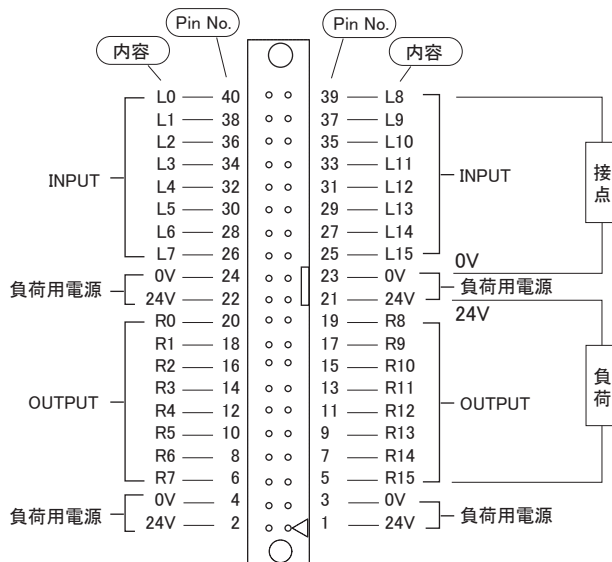 Pin No. Pin No.
内容 内容
L0 40 39 L8
L1 38 37 L9
L2 36 35 L10
L3 34 33 L11
INPUT L4 32 31 L12 INPUT 接点
L5 30 29 L13
L6 28 27 L14
L7 26 25 L15
0V
負荷用電源 0V 24 23 0V 負荷用電源
24V 22 21 24V
24V
R0 20 19 R8
R1 18 17 R9
R2 16 15 R10
R3 14 13 R11
OUTPUT R4 12 11 R12 OUTPUT 負荷
R5 10 9 R13
R6 8 7 R14
R7 6 5 R15
負荷用電源 0V 4 3 0V 負荷用電源
24V 2 1 24V